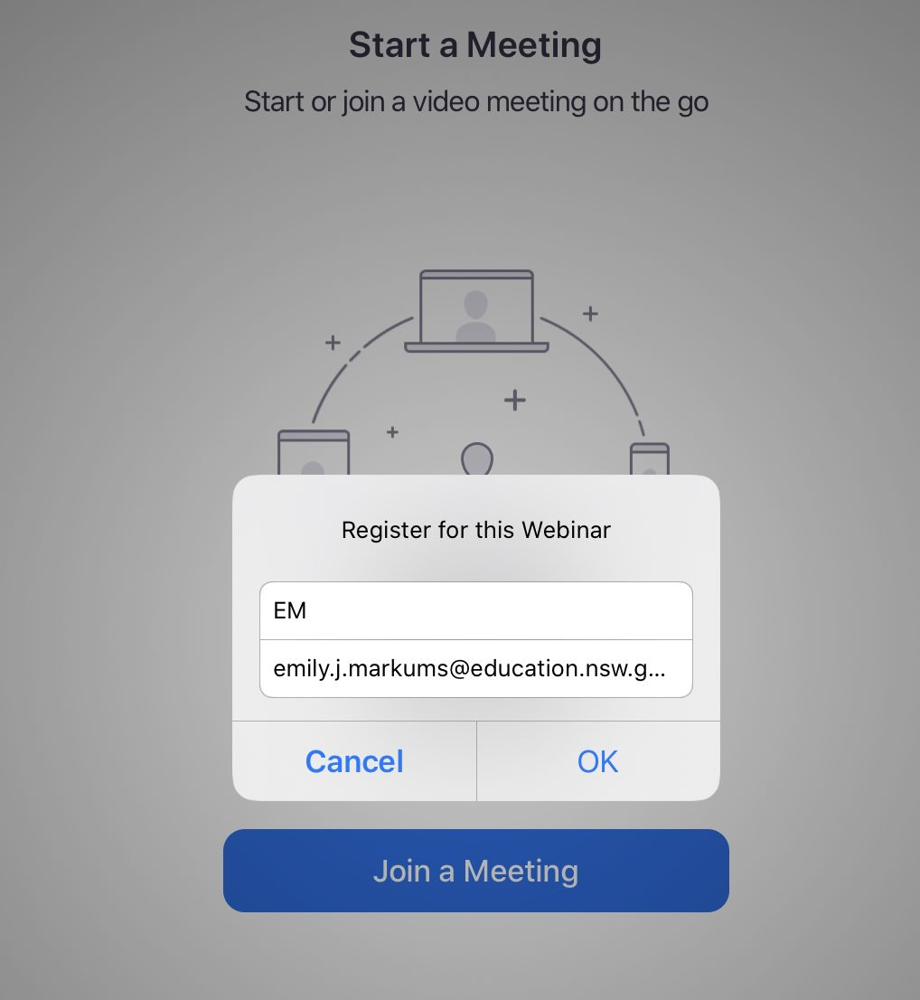 Start a Meeting
Start or join a video meeting on the go
Register for this Webinar
EM
emily.j.markums@education.nsw.g...
Cancel
OK
Join a Meeting